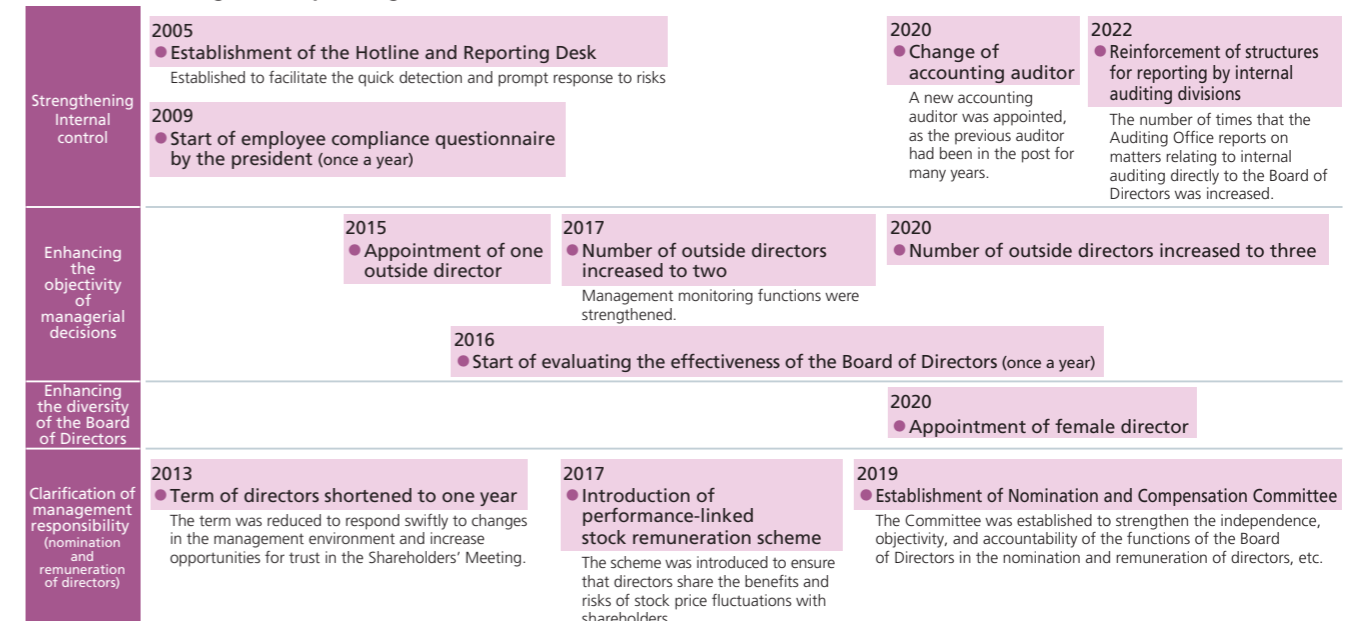 Strengthening
Internal
control
2005
●Establishment of the Hotline and Reporting Desk
Established to facilitate the quick detection and prompt response to risks
2009
●Start of employee compliance questionnaire
by the president (once a year)
2020
●Change of
accounting auditor
A new accounting
auditor was appointed,
as the previous auditor
had been in the post for
many years.
2022
●Reinforcement of structures
for reporting by internal
auditing divisions
The number of times that the
Auditing Office reports on
matters relating to internal
auditing directly to the Board of
Directors was increased.
Enhancing
the
objectivity
of
managerial
decisions
2015
●Appointment of one
outside director
2017
●Number of outside directors
increased to two
Management monitoring functions were
strengthened.
2020
●Number of outside directors increased to three
2016
●Start of evaluating the effectiveness of the Board of Directors (once a year)
Enhancing
the diversity
of the Board
of Directors
2020
●Appointment of female director
Clarification of
management
responsibility
(nomination
and
remuneration
of directors)
2013
●Term of directors shortened to one year
The term was reduced to respond swiftly to changes
in the management environment and increase
opportunities for trust in the Shareholders' Meeting.
2017
●Introduction of
performance-linked
stock remuneration scheme
The scheme was introduced to ensure
that directors share the benefits and
risks of stock price fluctuations with
shareholders
2019
●Establishment of Nomination and Compensation Committee
The Committee was established to strengthen the independence,
objectivity, and accountability of the functions of the Board
of Directors in the nomination and remuneration of directors, etc.